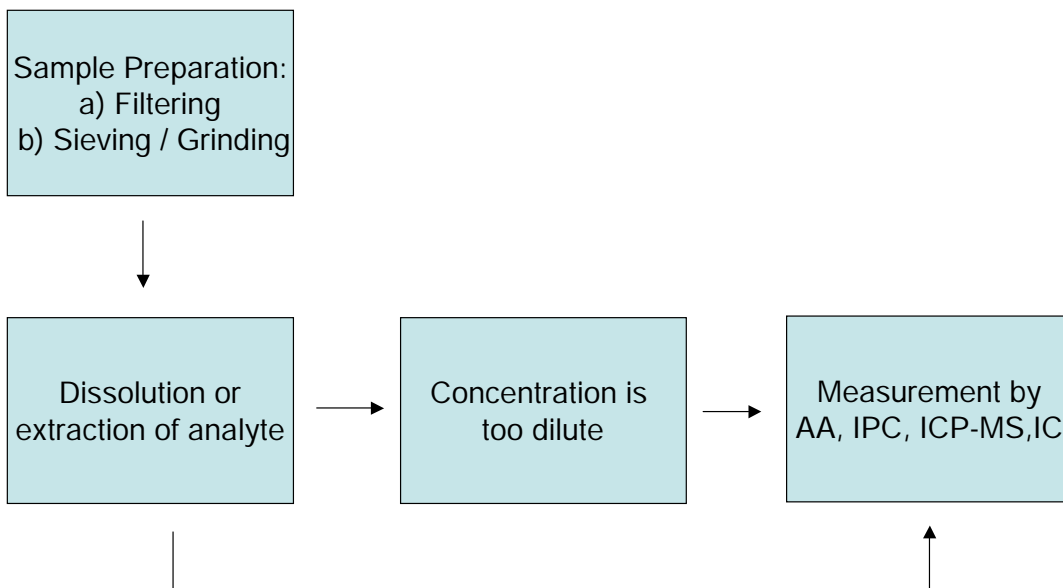 Sample Preparation:
a) Filtering
b) Sieving / Grinding
Dissolution or
extraction of analyte
Concentration is
too dilute
Measurement by
AA, IPC, ICP-MS,IC